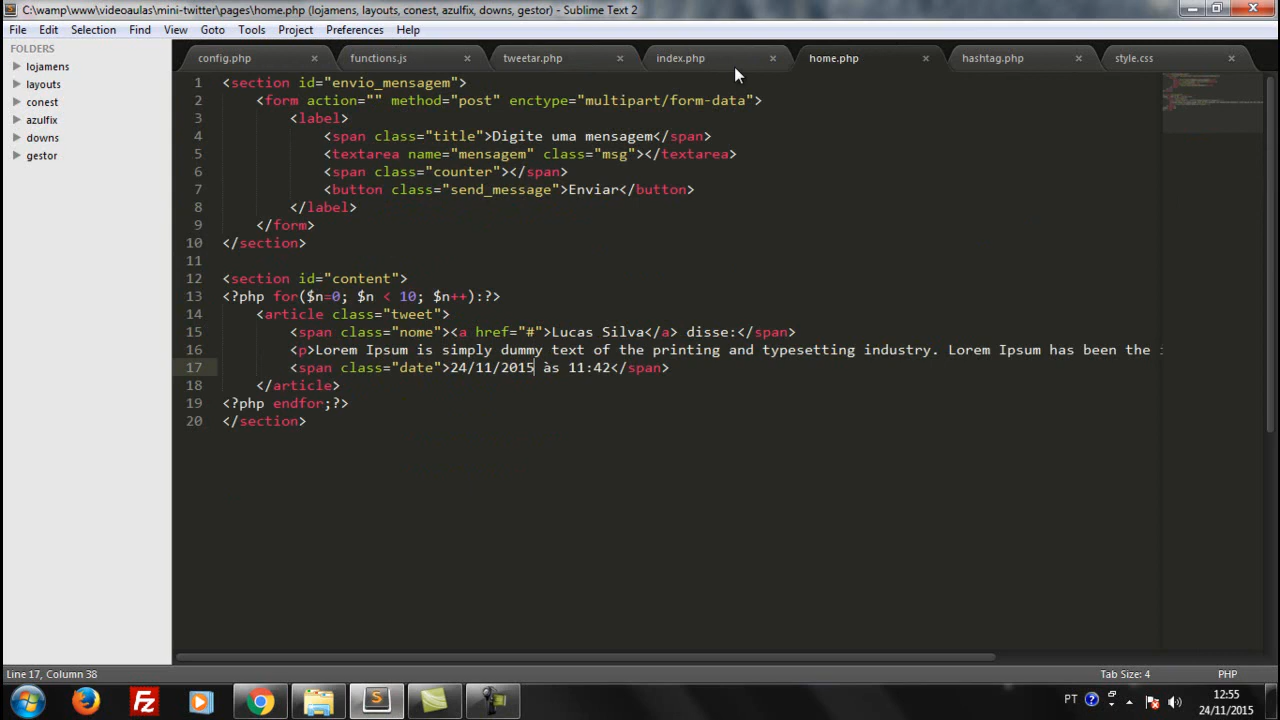 C:\wamp\www\videoaulas\mini-twitter\pages\home.php (lojamens, layouts, conest, azulfix, downs, gestor) - Sublime Text 2
File Edit Selection Find View Goto Tools Project Preferences Help
FOLDERS
lojamens
layouts
conest
azulfix
downs
gestor
config.php × functions.js × tweetar.php × index.php × home.php × hashtag.php × style.css ×
1 <section id="envio_mensagem">
2 <form action="" method="post" enctype="multipart/form-data">
3 <label>
4 <span class="title">Digite uma mensagem</span>
5 <textarea name="mensagem" class="msg"></textarea>
6 <span class="counter"></span>
7 <button class="send_message">Enviar</button>
8 </label>
9 </form>
10 </section>
11
12 <section id="content">
13 <?php for($n=0; $n < 10; $n++):?>
14 <article class="tweet">
15 <span class="nome"><a href="#">Lucas Silva</a> disse:</span>
16 <p>Lorem Ipsum is simply dummy text of the printing and typesetting industry. Lorem Ipsum has been the
17 <span class="date">24/11/2015 às 11:42</span>
18 </article>
19 <?php endfor;?>
20 </section>
Line 17, Column 38
Tab Size: 4
PHP
PT
12:55
24/11/2015